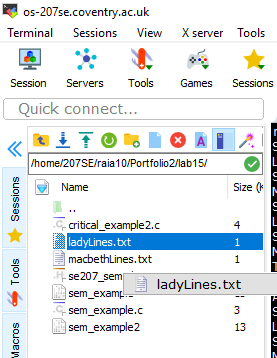 os-207se.coventry.ac.uk
Terminal Sessions View X server Tools
Session Servers Tools Games Sessions
Quick connect...
/home/207SE/raia10/Portfolio2/lab15/
Name Size (K
..
critical_example2.c 4
ladyLines.txt 1
macbethLines.txt 1
se207_sem
ladyLines.txt
sem_example
sem_example.c 3
sem_example2 13
Sessions
Tools
Macros